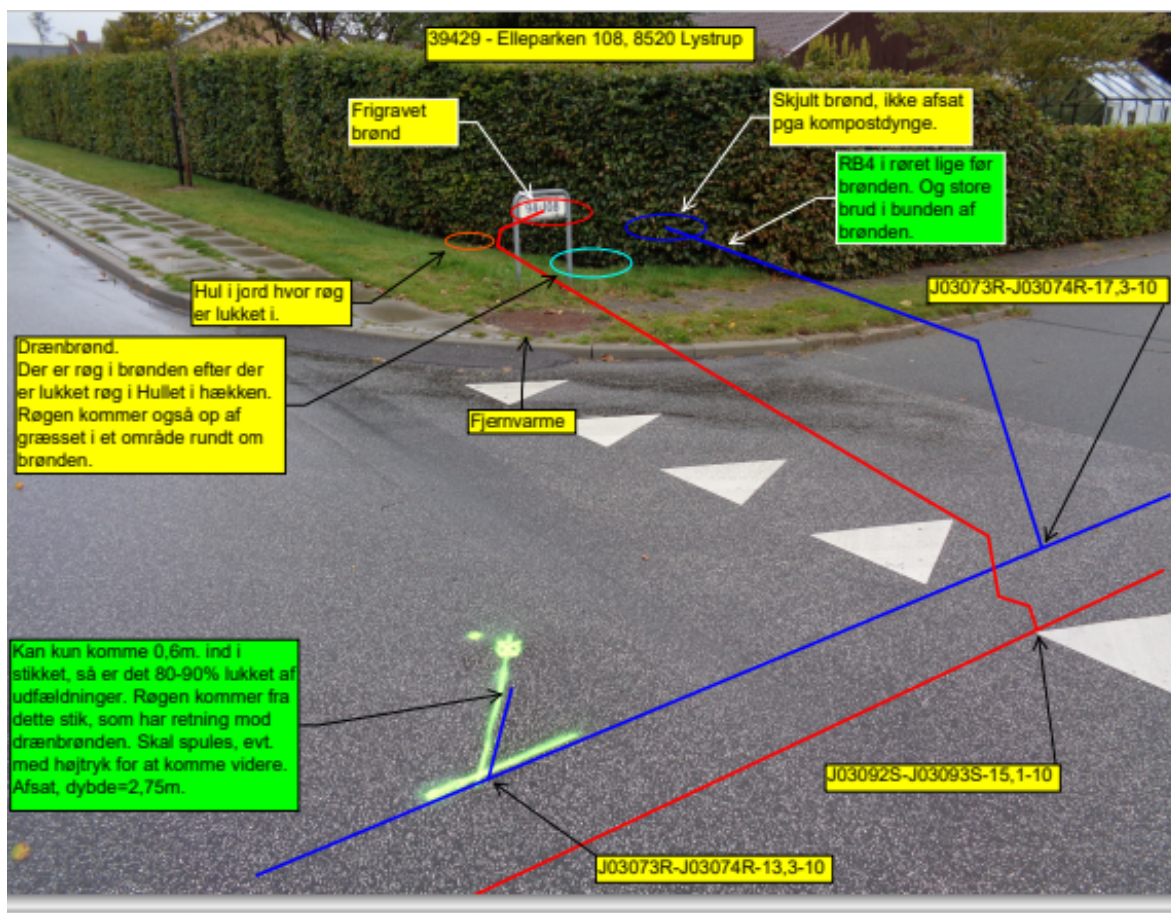 39429 - Elleparken 108, 8520 Lystrup
Frigravet
brønd
Skjult brønd, ikke afsat
pga kompostdynge.
RB4 i røret lige før
brønden. Og store
brud i bunden af
brønden.
Hul i jord hvor røg
er lukket i.
J03073R-J03074R-17,3-10
Drænbrønd.
Der er røg i brønden efter der
er lukket røg i Hullet i hækken.
Røgen kommer også op af
græsset i et område rundt om
brønden.
Fjernvarme
Kan kun komme 0,6m. ind i
stikket, så er det 80-90% lukket af
udfældninger. Røgen kommer fra
dette stik, som har retning mod
drænbrønden. Skal spules, evt.
med højtryk for at komme videre.
Afsat, dybde=2,75m.
J03092S-J03093S-15,1-10
J03073R-J03074R-13,3-10